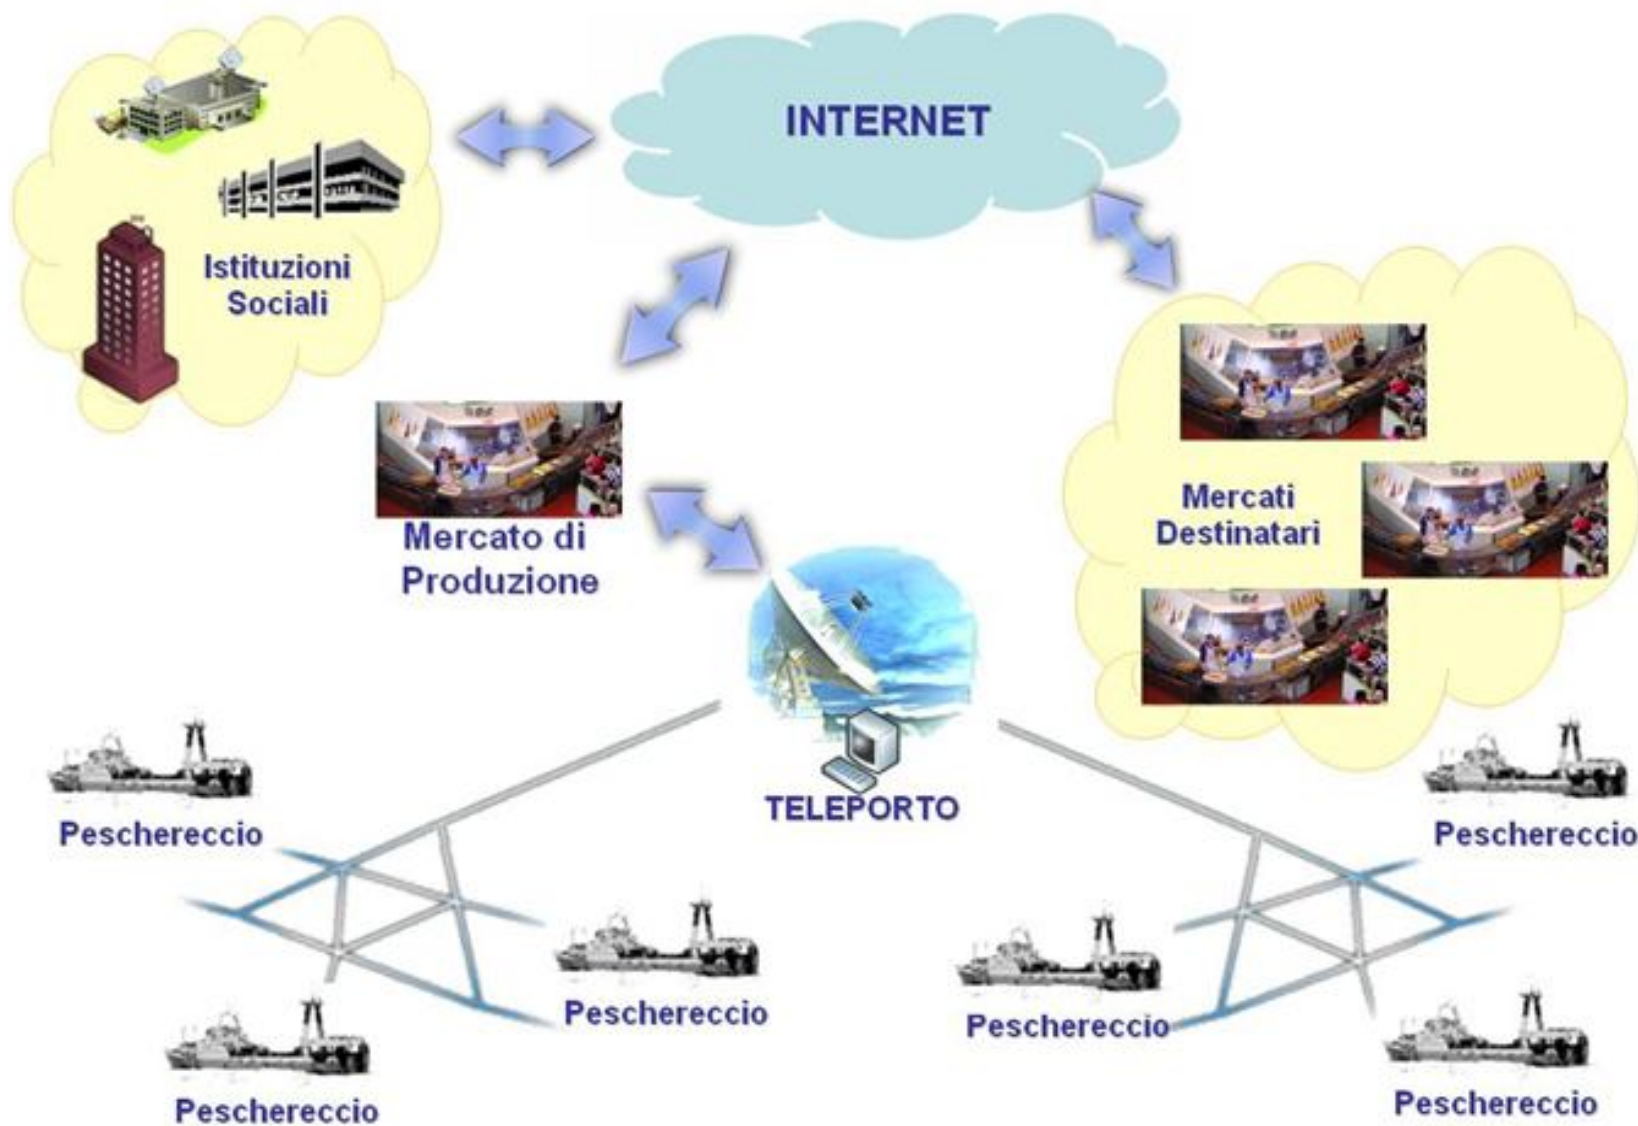 INTERNET
Istituzioni
Sociali
Mercato di
Produzione
Mercati
Destinatari
TELEPORTO
Peschereccio
Peschereccio
Peschereccio
Peschereccio
Peschereccio
Peschereccio